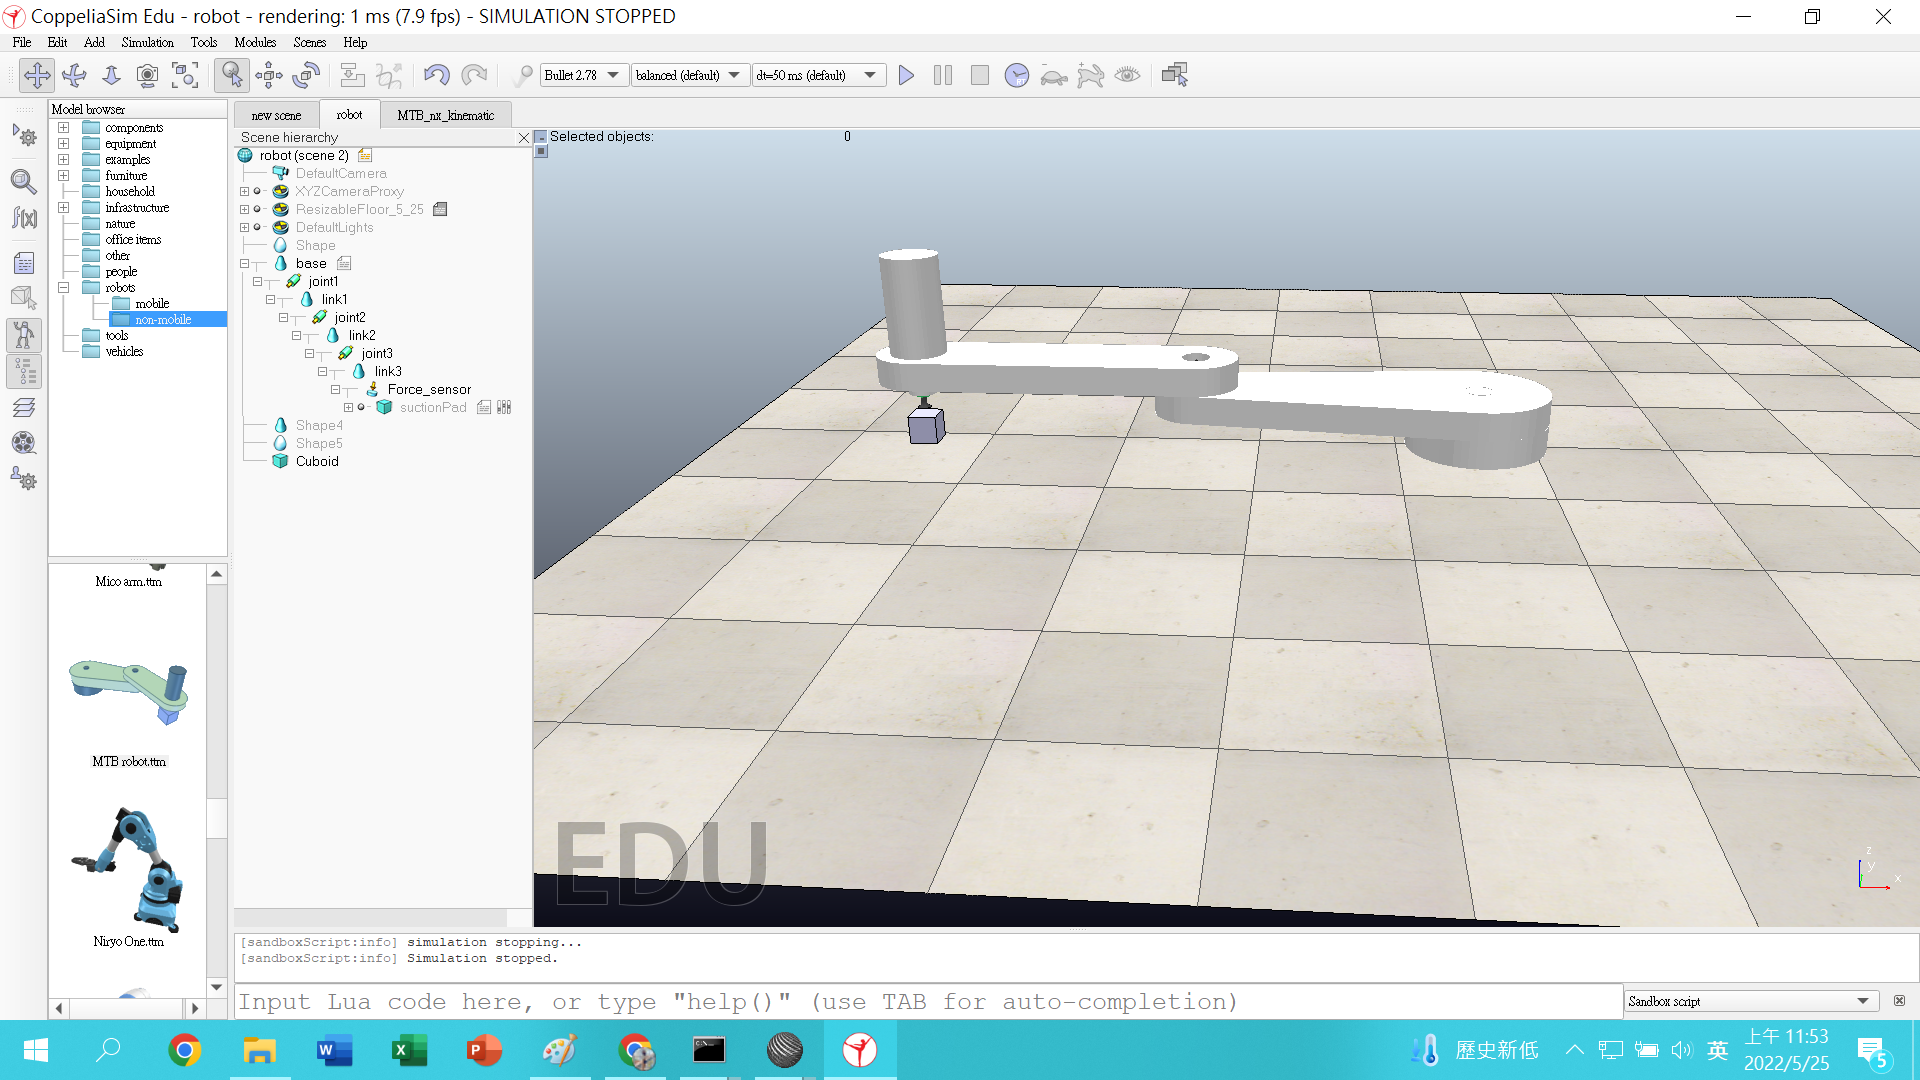 CoppeliaSim Edu - robot - rendering: 1 ms (7.9 fps) - SIMULATION STOPPED
File Edit Add Simulation Tools Modules Scenes Help
Bullet 2.78 balanced (default) dt=50 ms (default)
Model browser
components
equipment
examples
furniture
household
infrastructure
nature
office items
other
people
robots
mobile
non-mobile
tools
vehicles
Mico arm.ttm
MTB robot.ttm
Niryo One.ttm
new scene robot MTB_nx_kinematic
Scene hierarchy
robot (scene 2)
DefaultCamera
XYZCameraProxy
ResizableFloor_5_25
DefaultLights
Shape
base
joint1
link1
joint2
link2
joint3
link3
Force_sensor
suctionPad
Shape4
Shape5
Cuboid
Selected objects: 0
EDU
z
y
x
[sandboxScript:info] simulation stopping...
[sandboxScript:info] Simulation stopped.
Input Lua code here, or type "help()" (use TAB for auto-completion)
Sandbox script
歷史新低
英
上午 11:53
2022/5/25
5